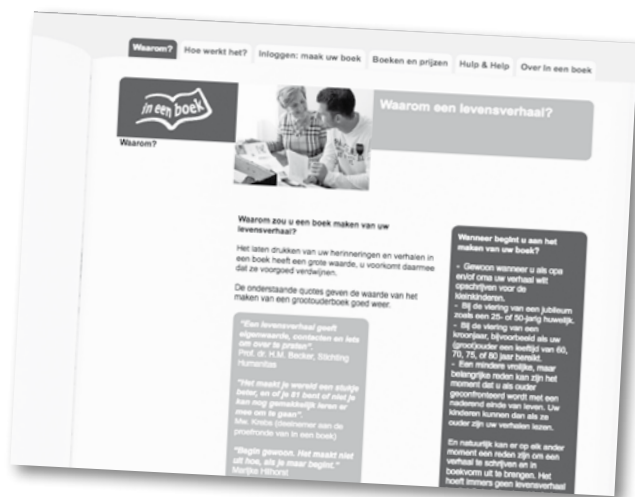 Waarom?
Hoe werkt het?
Inloggen: maak uw boek
Boeken en prijzen
Hulp & Help
Over In een boek
in een boek
Waarom een levensverhaal?
Waarom?
Waarom zou u een boek maken van uw
levensverhaal?
Het laten drukken van uw herinneringen en verhalen in
een boek heeft een grote waarde, u voorkomt daarmee
dat ze voorgoed verdwijnen.
De onderstaande quotes geven de waarde van het
maken van een grootouderboek goed weer.
"Een levensverhaal geeft
eigenwaarde, contacten en iets
om over te praten".
Prof. dr. H.M. Becker, Stichting
Humanitas
"Het maakt je wereld een stukje
beter, en of je 81 bent of niet je
kan nog gemakkelijk leren er
mee om te gaan".
Mw. Krebs (deelnemer aan de
proefronde van In een boek)
"Begin gewoon. Het maakt niet
uit hoe, als je maar begint."
Marijke Hilhorst
Wanneer begint u aan het
maken van uw boek?
- Gewoon wanneer u als opa
en/of oma uw verhaal wilt
opschrijven voor de
kleinkinderen.
- Bij de viering van een jubileum
zoals een 25- of 50-jarig huwelijk.
- Bij de viering van een
kroonjaar, bijvoorbeeld als uw
(groot)ouder een leeftijd van 60,
70, 75, of 80 jaar bereikt.
- Een mindere vrolijke, maar
belangrijke reden kan zijn het
moment dat u als ouder
geconfronteerd wordt met een
naderend einde van leven. Uw
kinderen kunnen dan als ze
ouder zijn uw verhalen lezen.
En natuurlijk kan er op elk ander
moment een reden zijn om een
verhaal te schrijven en in
boekvorm uit te brengen. Het
hoeft immers geen levensverhaal